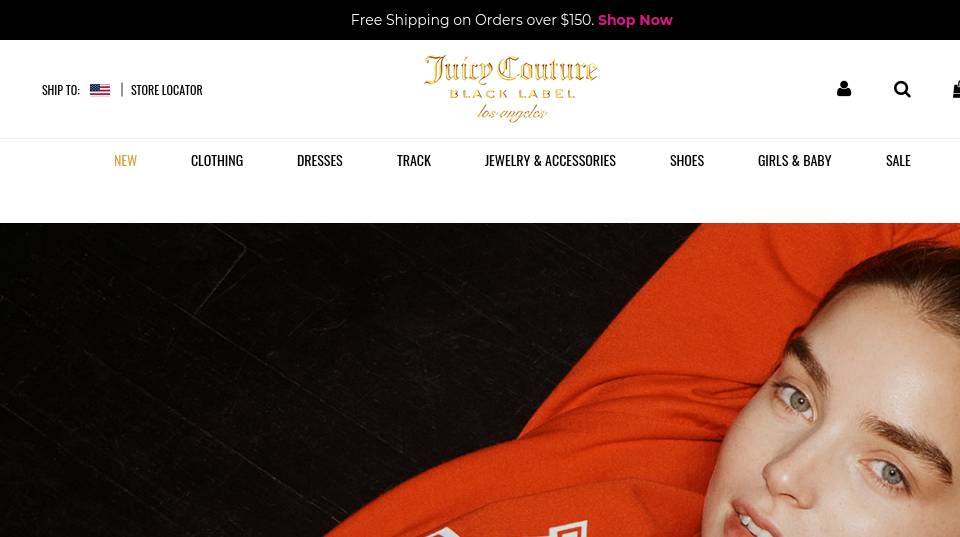 Free Shipping on Orders over $150. Shop Now
SHIP TO:
STORE LOCATOR
Juicy Couture
BLACK LABEL
los angeles
NEW
CLOTHING
DRESSES
TRACK
JEWELRY & ACCESSORIES
SHOES
GIRLS & BABY
SALE